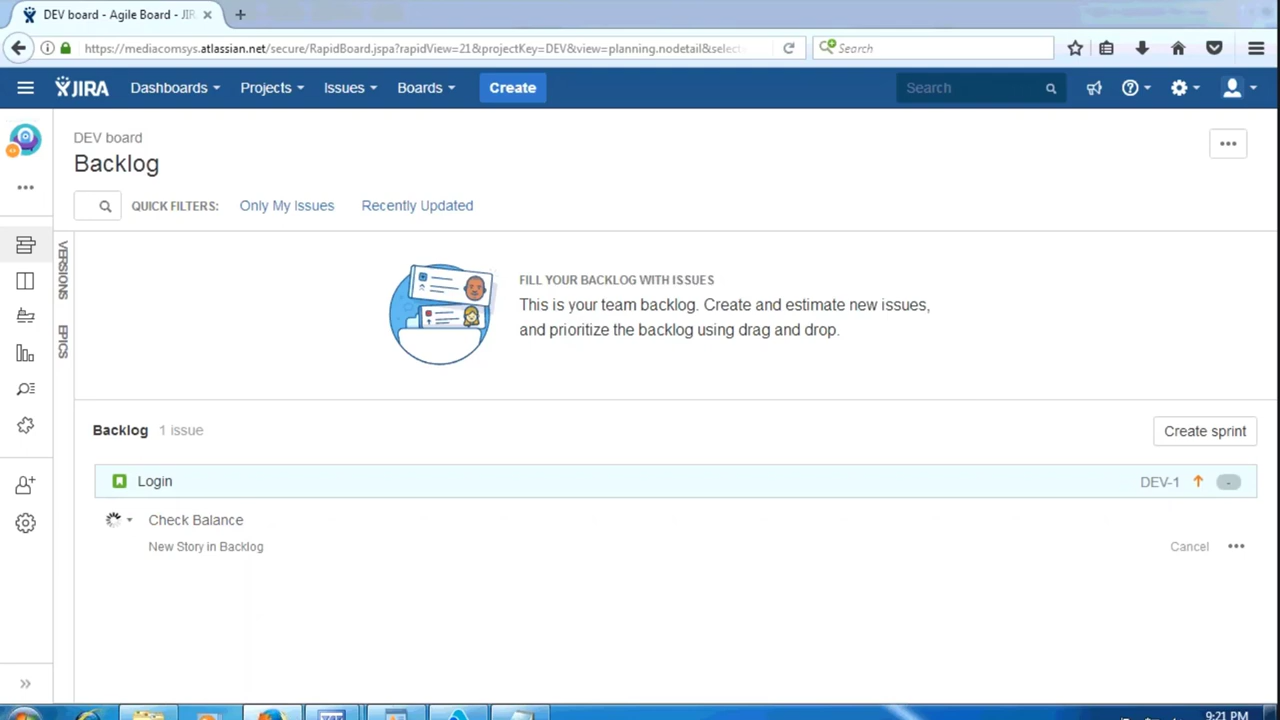 DEV board - Agile Board - JIR
https://mediacomsys.atlassian.net/secure/RapidBoard.jspa?rapidView=21&projectKey=DEV&view=planning.nodetail&select
Search
JIRA
Dashboards
Projects
Issues
Boards
Create
Search
DEV board
Backlog
QUICK FILTERS:
Only My Issues
Recently Updated
VERSIONS
EPICS
FILL YOUR BACKLOG WITH ISSUES
This is your team backlog. Create and estimate new issues,
and prioritize the backlog using drag and drop.
Backlog 1 issue
Create sprint
Login
DEV-1
-
Check Balance
New Story in Backlog
Cancel
9:21 PM